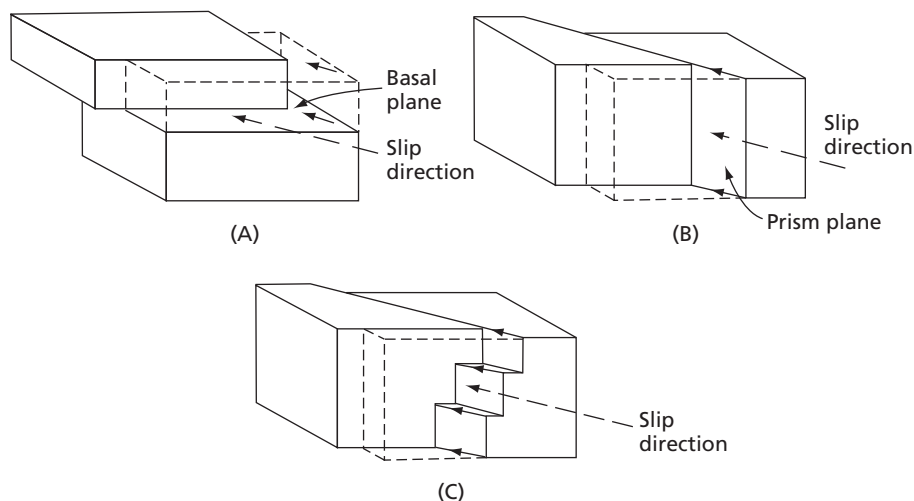 Basal
plane
Slip
direction
(A)
Slip
direction
Prism plane
(B)
Slip
direction
(C)